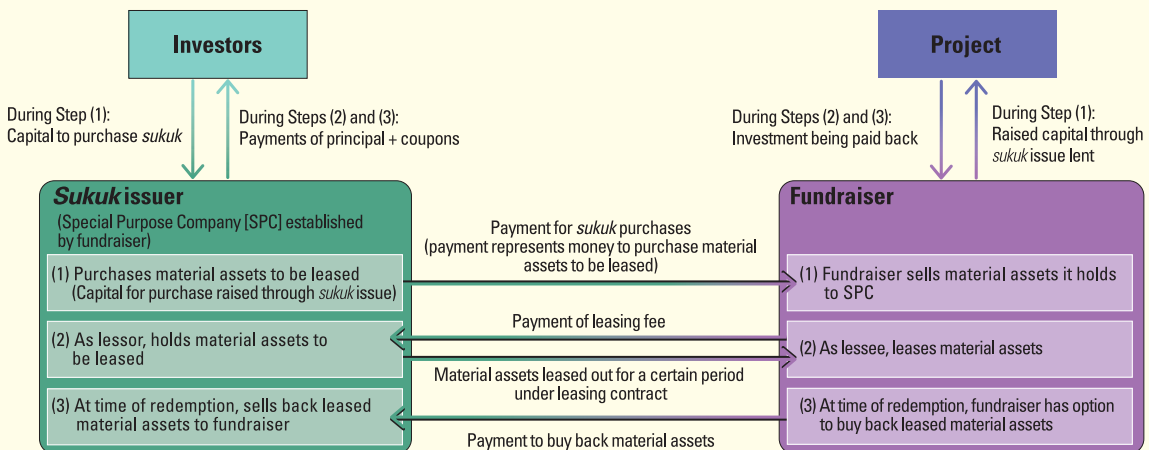 Investors
Project
During Step (1):
Capital to purchase sukuk
During Steps (2) and (3):
Payments of principal + coupons
During Steps (2) and (3):
Investment being paid back
During Step (1):
Raised capital through
sukuk issue lent
Sukuk issuer
(Special Purpose Company [SPC] established
by fundraiser)
Fundraiser
Payment for sukuk purchases
(payment represents money to purchase material
assets to be leased)
(1) Purchases material assets to be leased
(Capital for purchase raised through sukuk issue)
(1) Fundraiser sells material assets it holds
to SPC
Payment of leasing fee
(2) As lessor, holds material assets to
be leased
(2) As lessee, leases material assets
Material assets leased out for a certain period
under leasing contract
(3) At time of redemption, sells back leased
material assets to fundraiser
(3) At time of redemption, fundraiser has option
to buy back leased material assets
Payment to buy back material assets